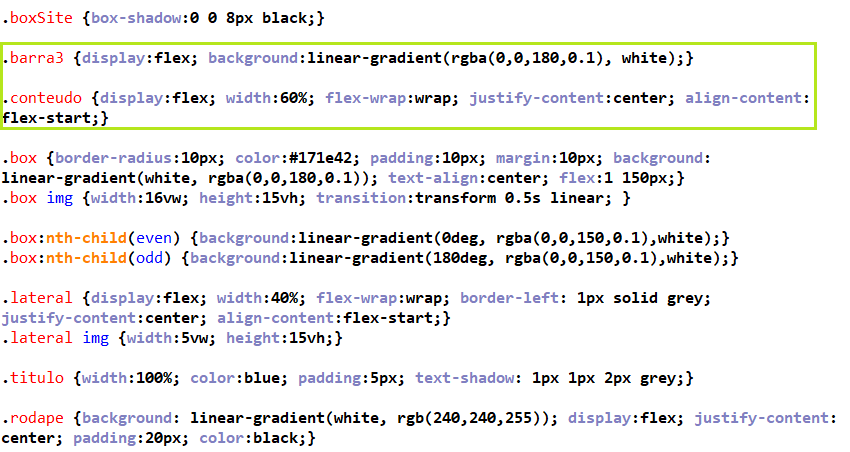 .boxSite {box-shadow:0 0 8px black;}
.barra3 {display:flex; background:linear-gradient(rgba(0,0,180,0.1), white);}
.conteudo {display:flex; width:60%; flex-wrap:wrap; justify-content:center; align-content:
flex-start;}
.box {border-radius:10px; color:#171e42; padding:10px; margin:10px; background:
linear-gradient(white, rgba(0,0,180,0.1)); text-align:center; flex:1 150px;}
.box img {width:16vw; height:15vh; transition:transform 0.5s linear; }
.box:nth-child(even) {background:linear-gradient(0deg, rgba(0,0,150,0.1),white);}
.box:nth-child(odd) {background:linear-gradient(180deg, rgba(0,0,150,0.1),white);}
.lateral {display:flex; width:40%; flex-wrap:wrap; border-left: 1px solid grey;
justify-content:center; align-content:flex-start;}
.lateral img {width:5vw; height:15vh;}
.titulo {width:100%; color:blue; padding:5px; text-shadow: 1px 1px 2px grey;}
.rodape {background: linear-gradient(white, rgb(240,240,255)); display:flex; justify-content:
center; padding:20px; color:black;}